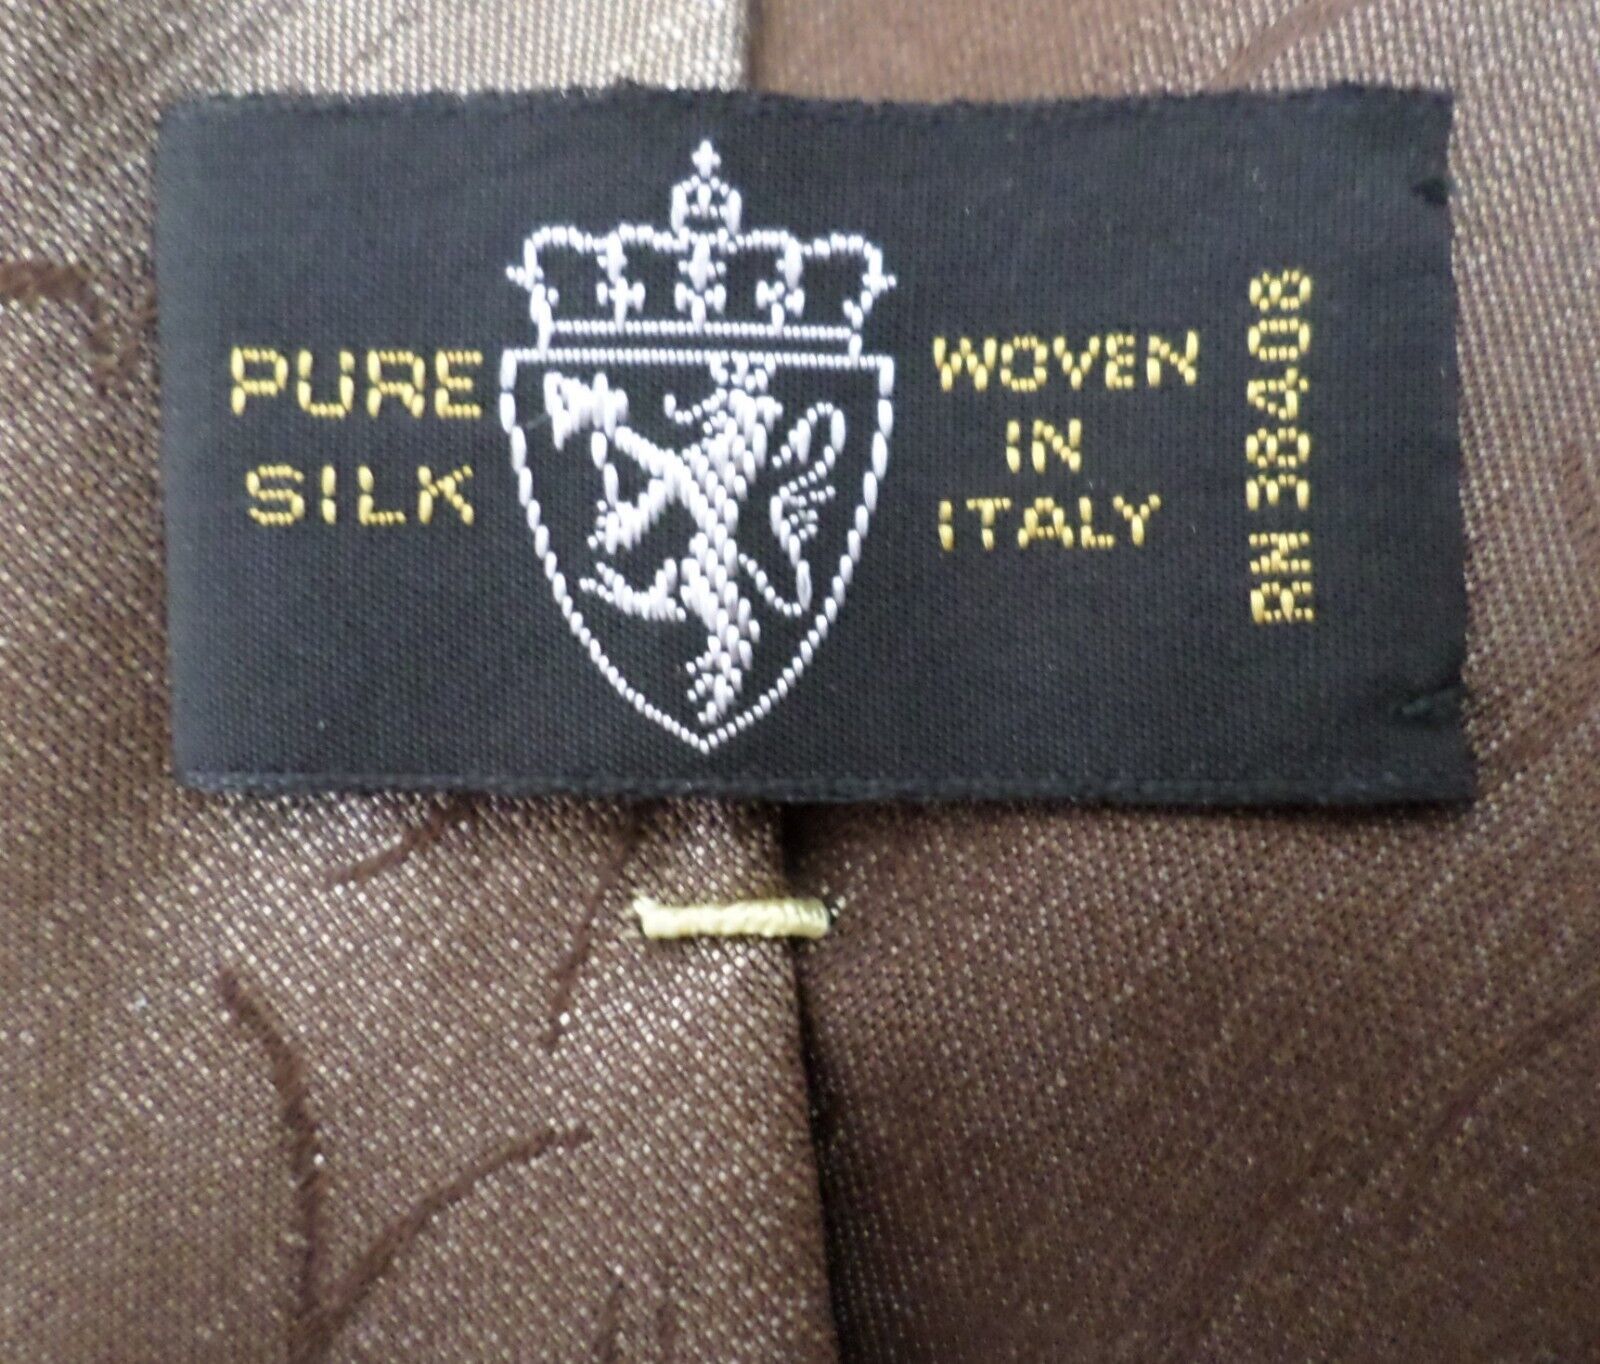 PURE
SILK
WOVEN
IN
ITALY
RN 38408